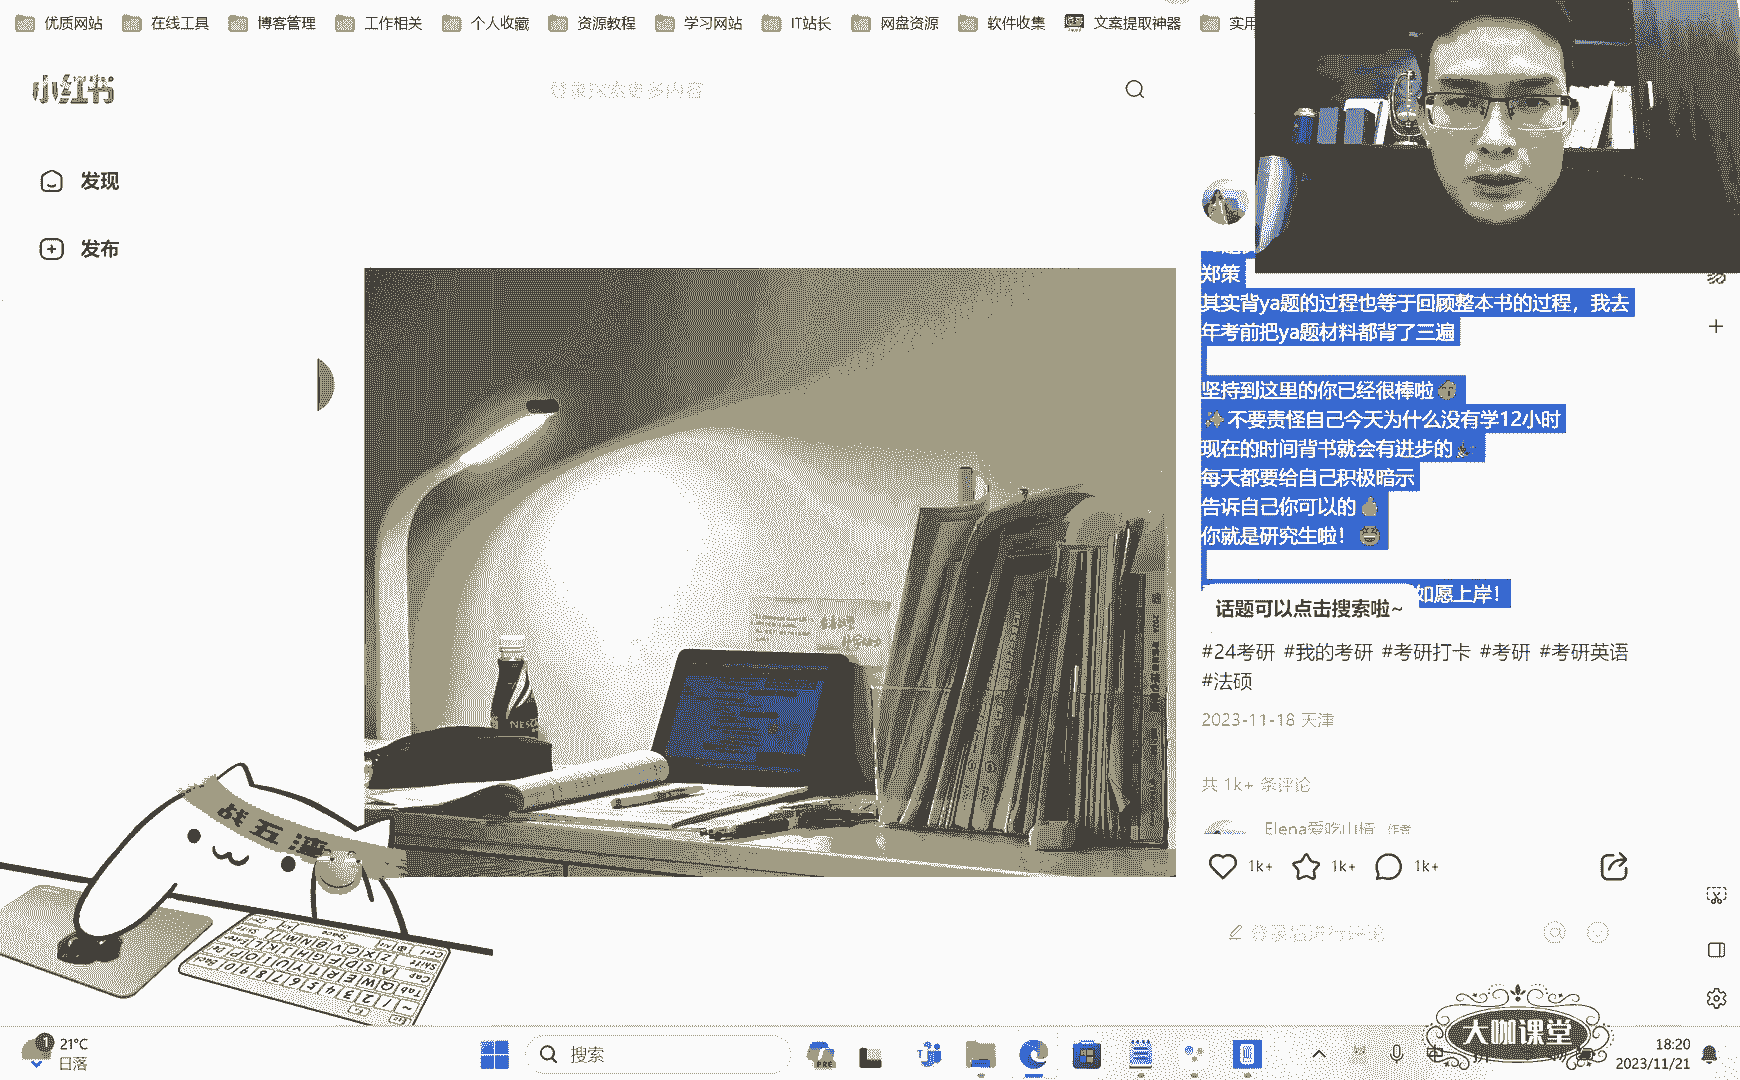 优质网站 在线工具 博客管理 工作相关 个人收藏 资源教程 学习网站 IT站长 网盘资源 软件收集 文案提取神器 实用
小红书
登录探索更多内容
发现
发布
郑策
其实背ya题的过程也等于回顾整本书的过程，我去
年考前把ya题材料都背了三遍
坚持到这里的你已经很棒啦
不要责怪自己今天为什么没有学12小时
现在的时间背书就会有进步的
每天都要给自己积极暗示
告诉自己你可以的
你就是研究生啦！
如愿上岸！
话题可以点击搜索啦~
#24考研 #我的考研 #考研打卡 #考研 #考研英语
#法硕
2023-11-18 天津
共 1k+ 条评论
Elena爱吃山楂 作者
1k+ 1k+ 1k+
登录后进行评论
大咖课堂
1
21°C
日落
搜索
PRE
中
18:20
2023/11/21